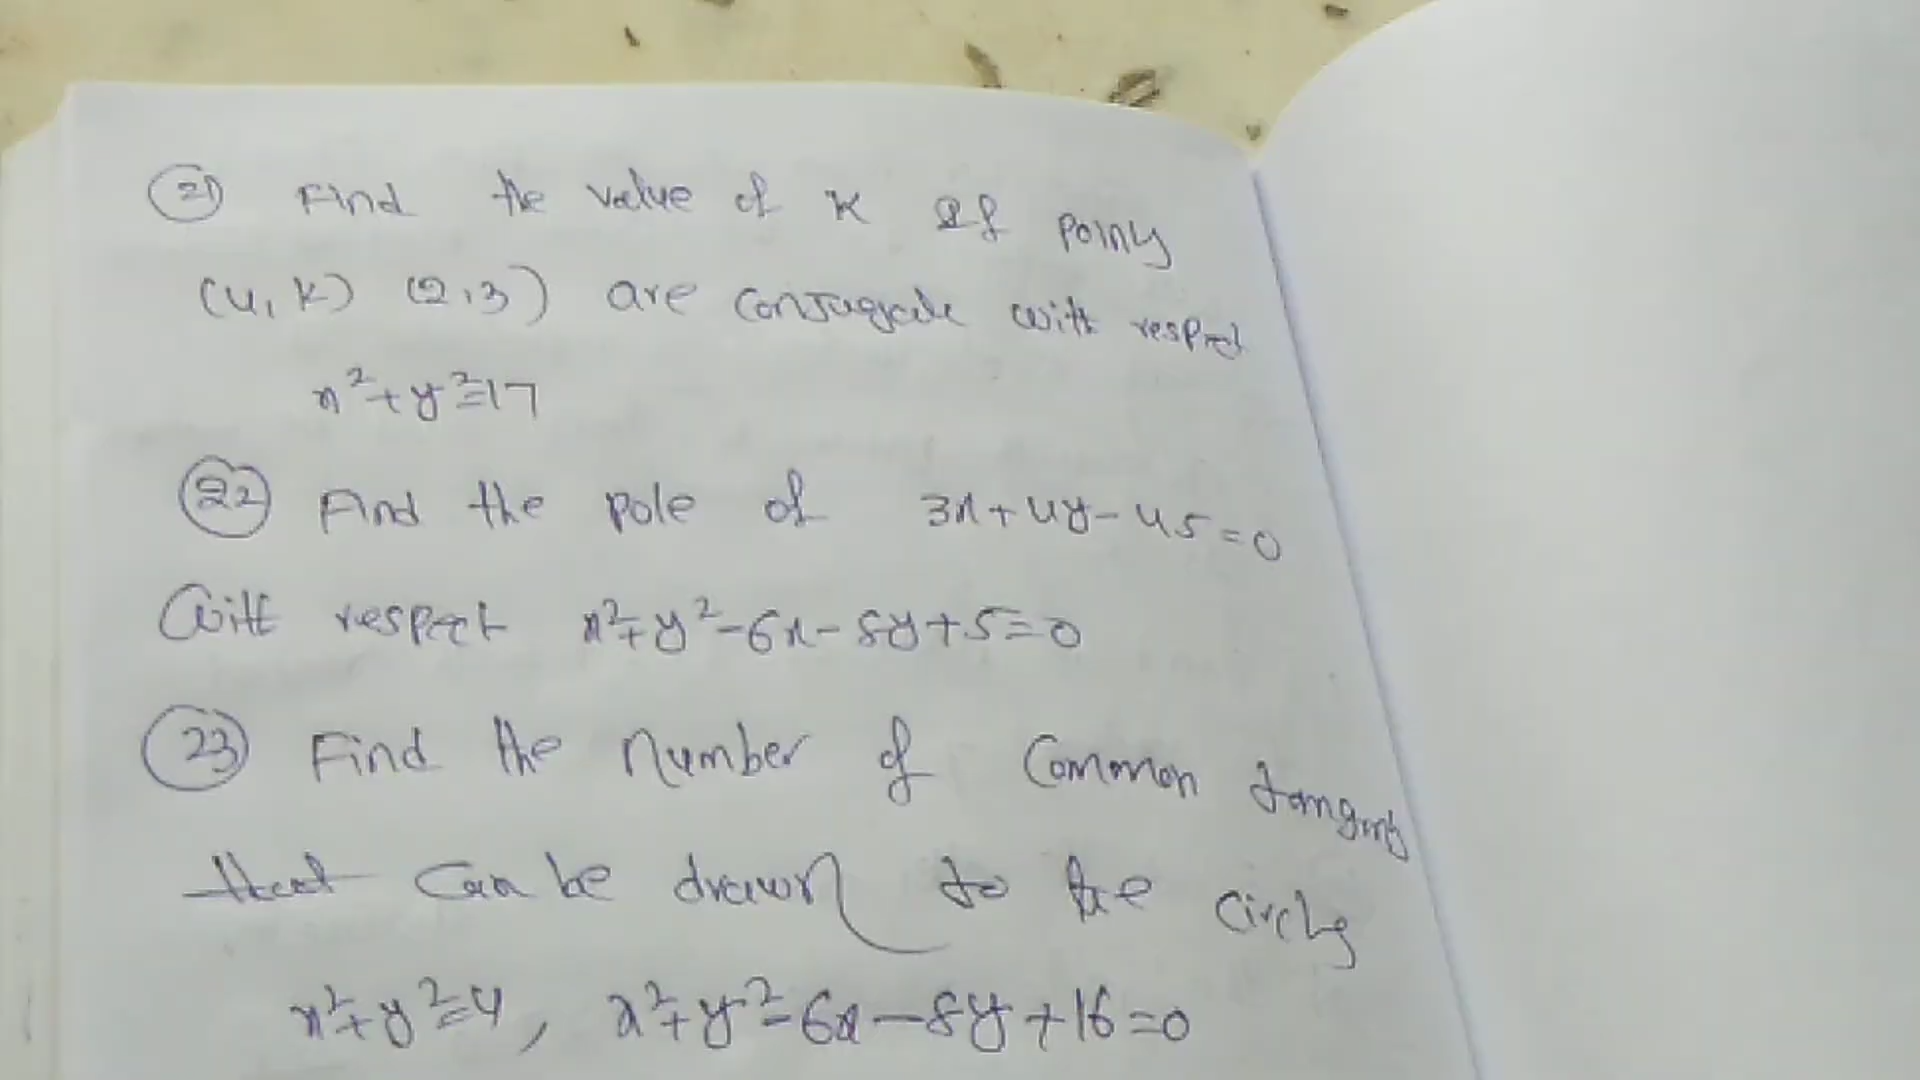 21 Find the value of K If points
(4,K) (2,3) are conjugate with respect
x²+y²=17
22 Find the pole of 3x+4y-45=0
with respect x²+y²-6x-8y+5=0
23 Find the number of common tangents
that can be drawn to the circles
x²+y²=4, x²+y²-6x-8y+16=0